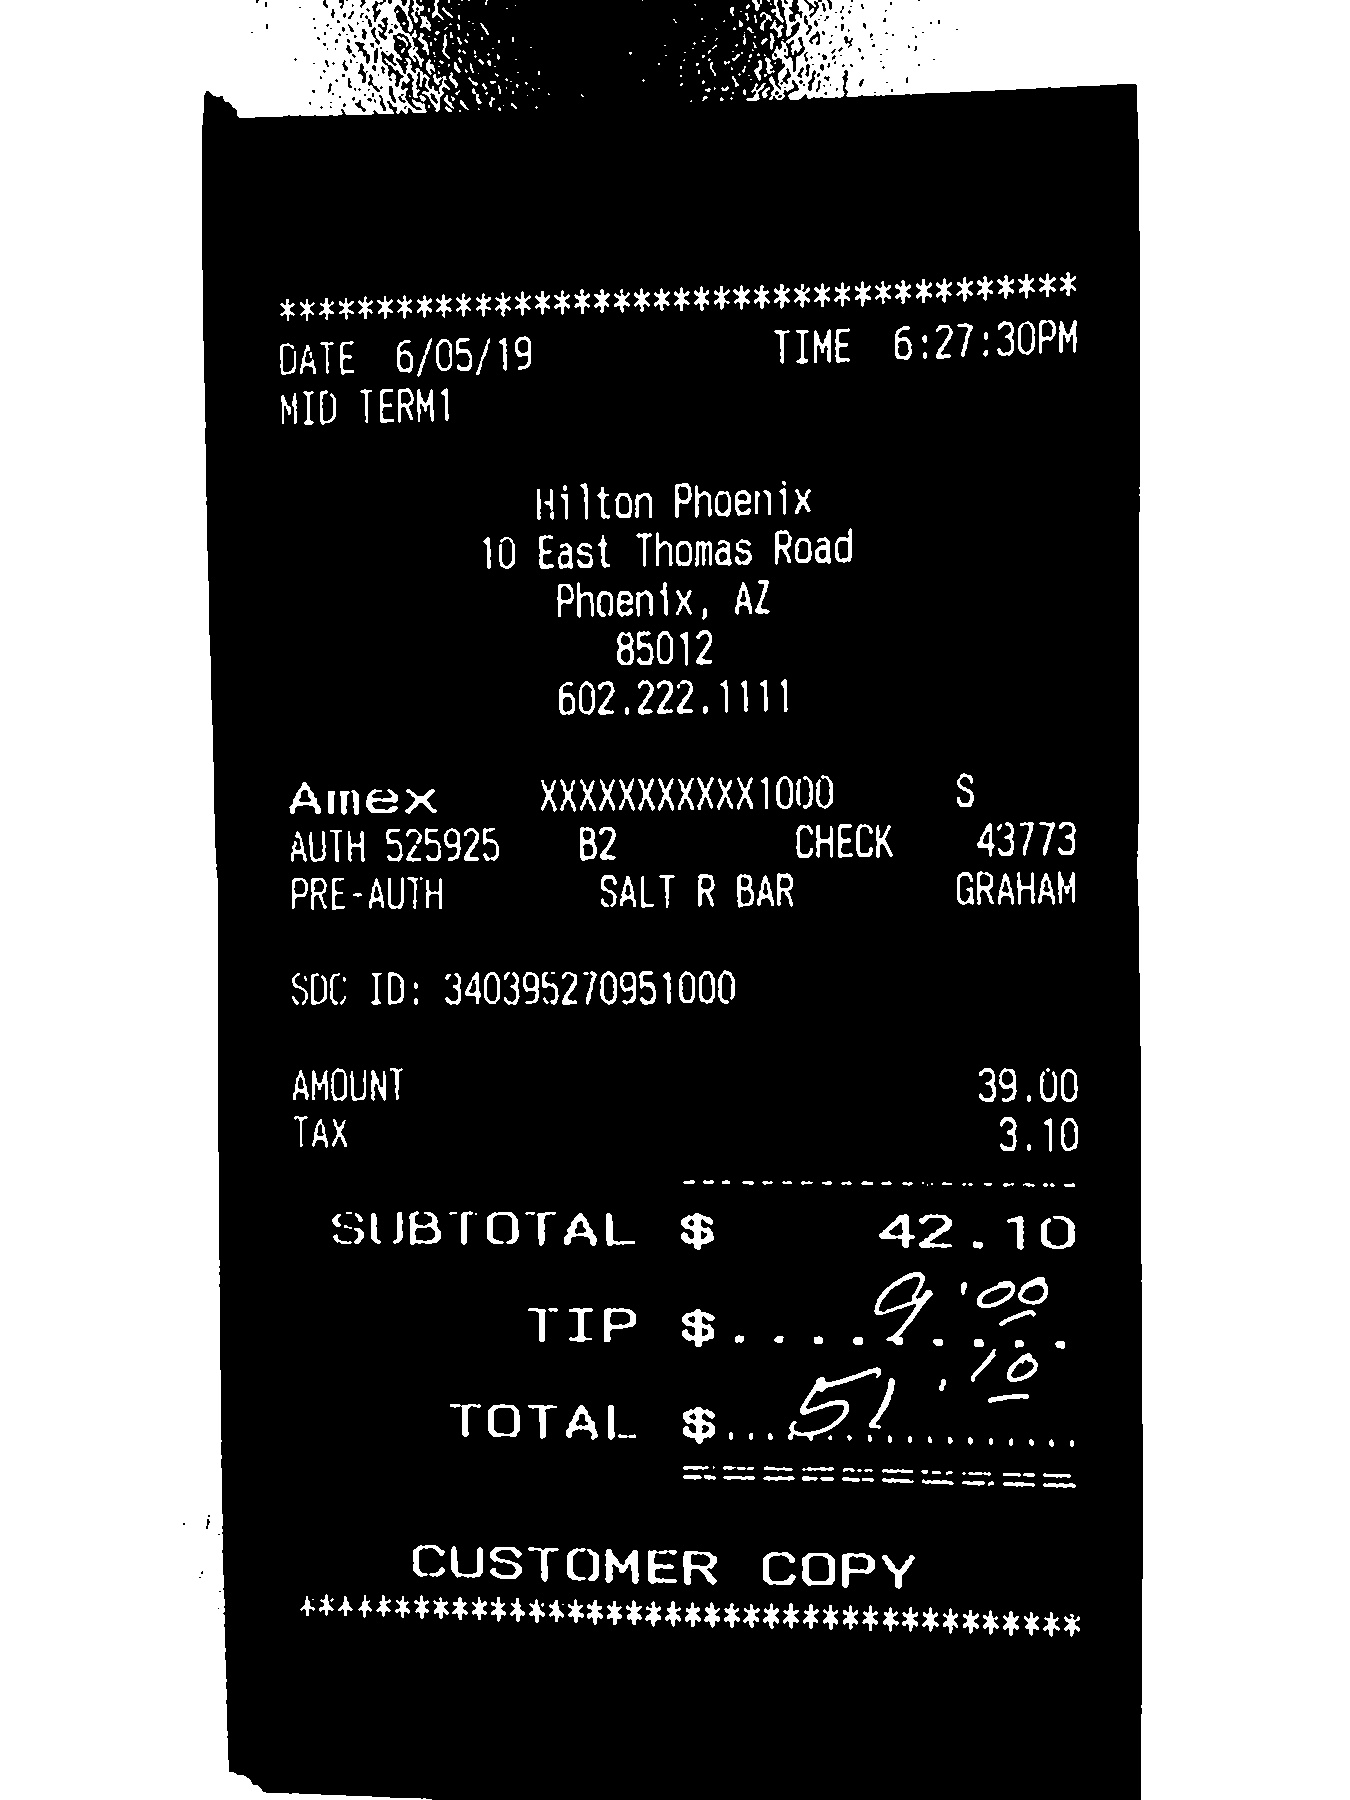 ****************************************
DATE 6/05/19 TIME 6:27:30PM
MID TERM1
Hilton Phoenix
10 East Thomas Road
Phoenix, AZ
85012
602.222.1111
Amex XXXXXXXXXXX1000 S
AUTH 525925 B2 CHECK 43773
PRE-AUTH SALT R BAR GRAHAM
SDC ID: 340395270951000
AMOUNT 39.00
TAX 3.10
--------------------
SUBTOTAL $ 42.10
TIP $......... 9.00
TOTAL $.................. 51.10
==========
CUSTOMER COPY
****************************************